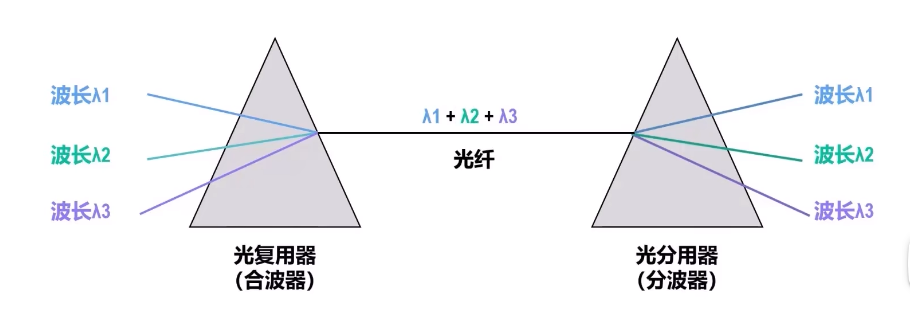 波长λ1
波长λ2
波长λ3
λ1 + λ2 + λ3
光纤
波长λ1
波长λ2
波长λ3
光复用器
（合波器）
光分用器
（分波器）